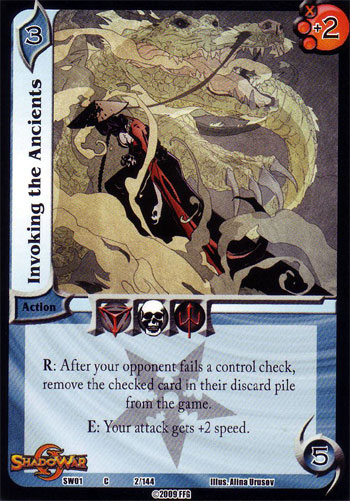 3
+2
Invoking the Ancients
Action
R: After your opponent fails a control check,
remove the checked card in their discard pile
from the game.
E: Your attack gets +2 speed.
SHADOWAR
5
SW01 C 2/144 Illus. Alina Urusov
©2009 FFG